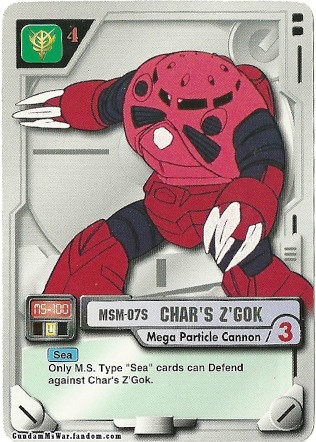 4
MS-100
4
MSM-07S CHAR'S Z'GOK
Mega Particle Cannon / 3
Sea
Only M.S. Type "Sea" cards can Defend
against Char's Z'Gok.
GundamMsWar.fandom.com